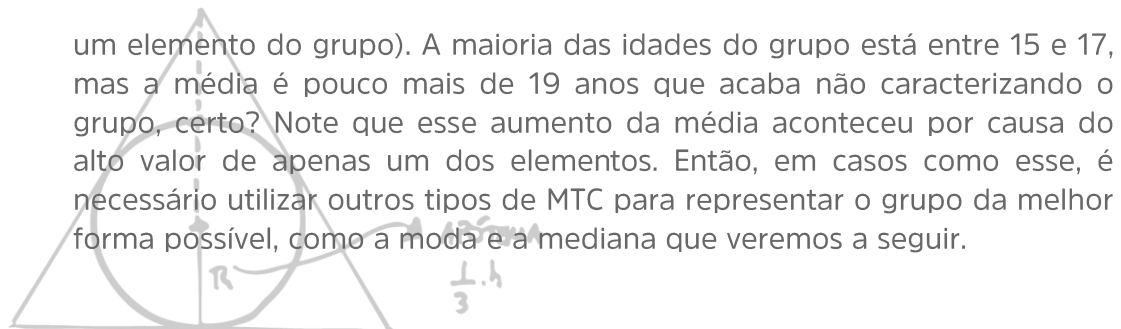 um elemento do grupo). A maioria das idades do grupo está entre 15 e 17,
mas a média é pouco mais de 19 anos que acaba não caracterizando o
grupo, certo? Note que esse aumento da média aconteceu por causa do
alto valor de apenas um dos elementos. Então, em casos como esse, é
necessário utilizar outros tipos de MTC para representar o grupo da melhor
forma possível, como a moda e a mediana que veremos a seguir.
R
1/3 . h